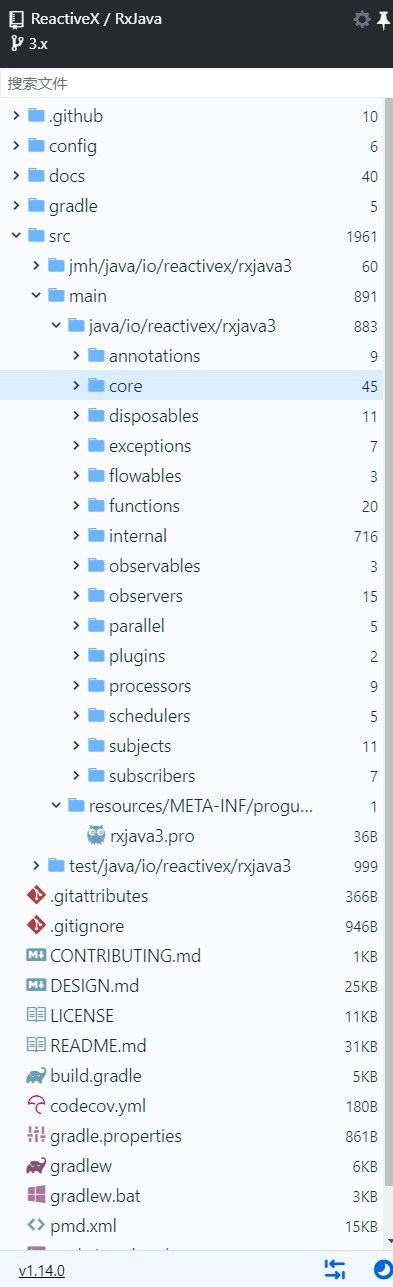 ReactiveX / RxJava
3.x
搜索文件
.github 10
config 6
docs 40
gradle 5
src 1961
jmh/java/io/reactivex/rxjava3 60
main 891
java/io/reactivex/rxjava3 883
annotations 9
core 45
disposables 11
exceptions 7
flowables 3
functions 20
internal 716
observables 3
observers 15
parallel 5
plugins 2
processors 9
schedulers 5
subjects 11
subscribers 7
resources/META-INF/progu... 1
rxjava3.pro 36B
test/java/io/reactivex/rxjava3 999
.gitattributes 366B
.gitignore 946B
CONTRIBUTING.md 1KB
DESIGN.md 25KB
LICENSE 11KB
README.md 31KB
build.gradle 5KB
codecov.yml 180B
gradle.properties 861B
gradlew 6KB
gradlew.bat 3KB
pmd.xml 15KB
v1.14.0